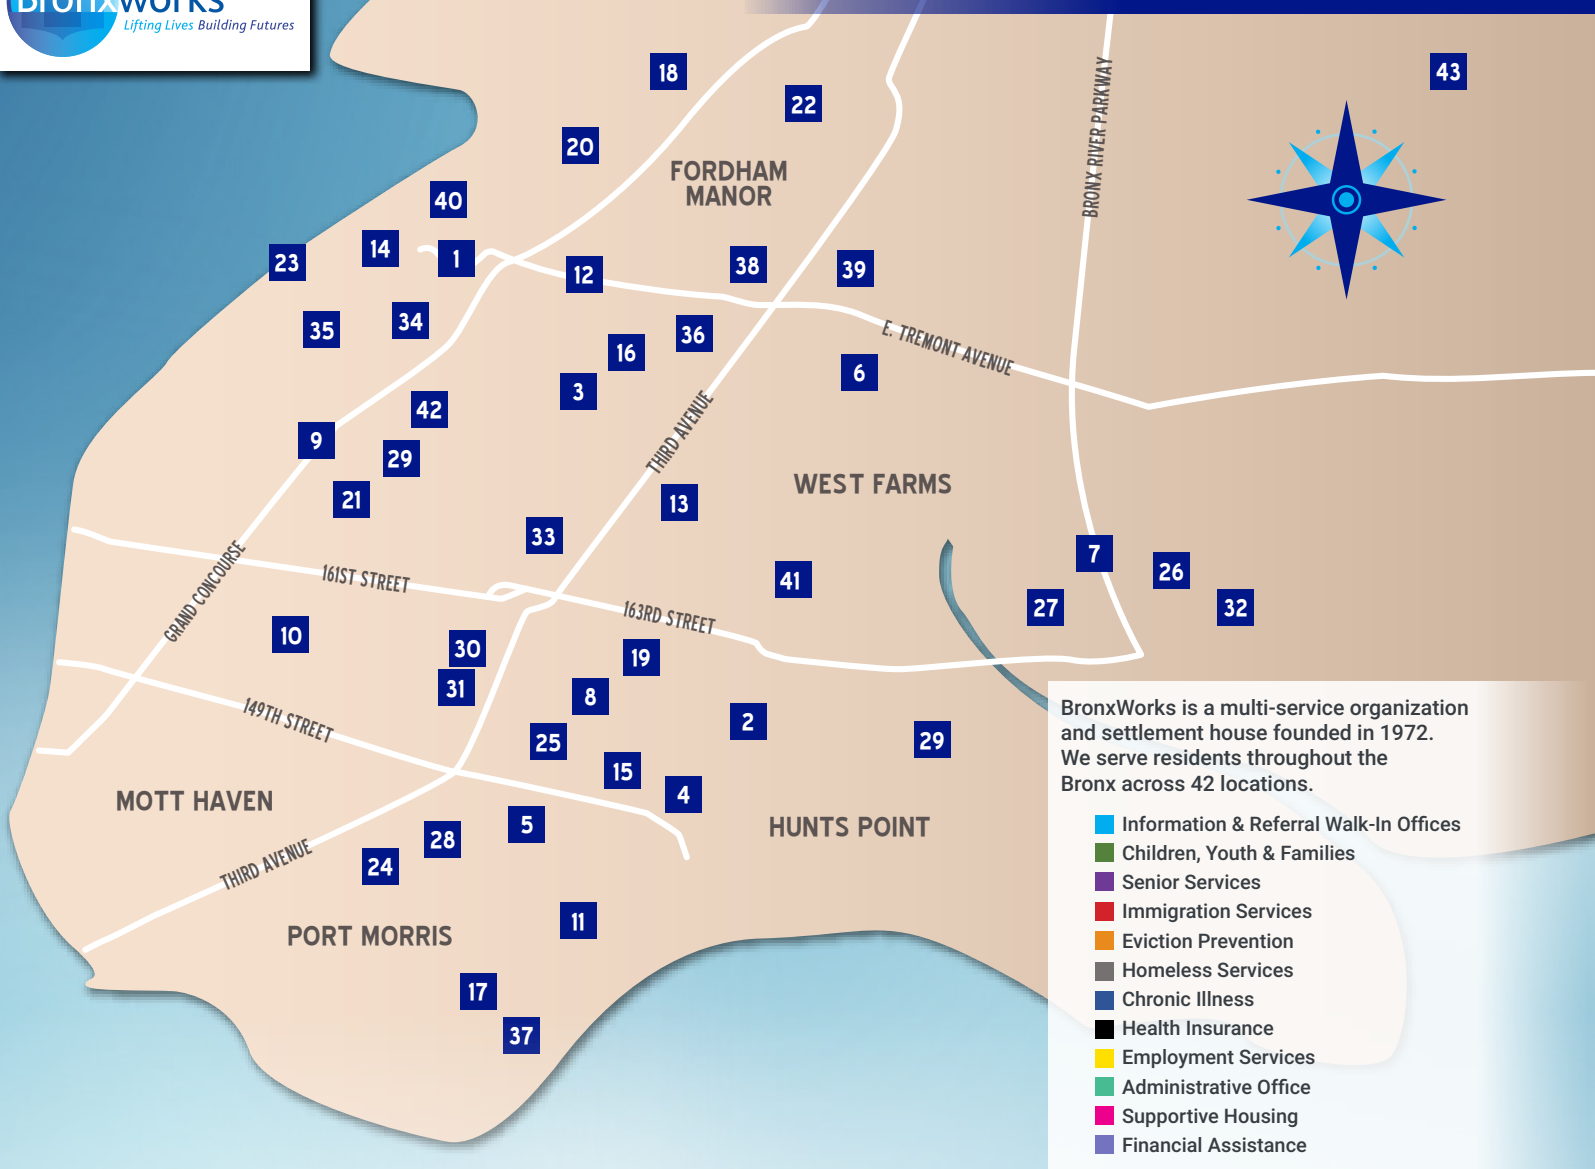 BronxWorks
Lifting Lives Building Futures
18
43
22
20
FORDHAM
MANOR
BRONX RIVER PARKWAY
40
14
1
23
12
38
39
35
34
36
16
E. TREMONT AVENUE
6
3
42
THIRD AVENUE
9
29
21
WEST FARMS
13
33
161ST STREET
GRAND CONCOURSE
41
7
26
27
32
163RD STREET
10
30
19
31
8
149TH STREET
2
25
29
15
4
MOTT HAVEN
5
28
HUNTS POINT
24
THIRD AVENUE
11
PORT MORRIS
17
37
BronxWorks is a multi-service organization
and settlement house founded in 1972.
We serve residents throughout the
Bronx across 42 locations.
Information & Referral Walk-In Offices
Children, Youth & Families
Senior Services
Immigration Services
Eviction Prevention
Homeless Services
Chronic Illness
Health Insurance
Employment Services
Administrative Office
Supportive Housing
Financial Assistance